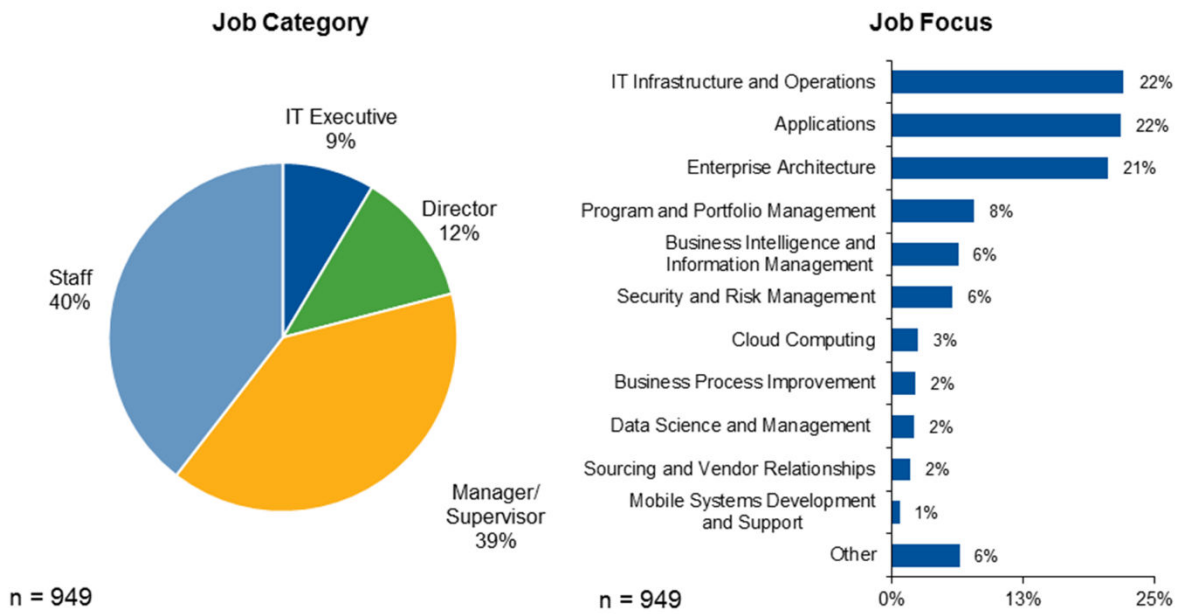 Job Category
IT Executive
9%
Director
12%
Staff
40%
Manager/
Supervisor
39%
n = 949
Job Focus
IT Infrastructure and Operations 22%
Applications 22%
Enterprise Architecture 21%
Program and Portfolio Management 8%
Business Intelligence and
Information Management 6%
Security and Risk Management 6%
Cloud Computing 3%
Business Process Improvement 2%
Data Science and Management 2%
Sourcing and Vendor Relationships 2%
Mobile Systems Development
and Support 1%
Other 6%
0% 13% 25%
n = 949